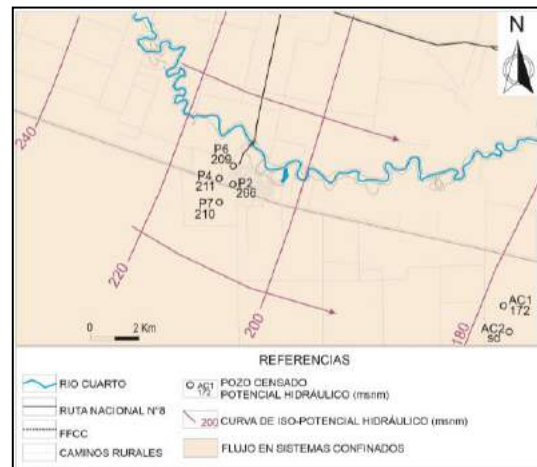 N
240
P6
209
P4
211
P2
266
P7
210
220
200
180
AC1
172
AC2
sd
0 2 Km
REFERENCIAS
RIO CUARTO
RUTA NACIONAL N°8
FFCC
CAMINOS RURALES
AC1
172
POZO CENSADO
POTENCIAL HIDRÁULICO (msnm)
200 CURVA DE ISO-POTENCIAL HIDRÁULICO (msnm)
FLUJO EN SISTEMAS CONFINADOS